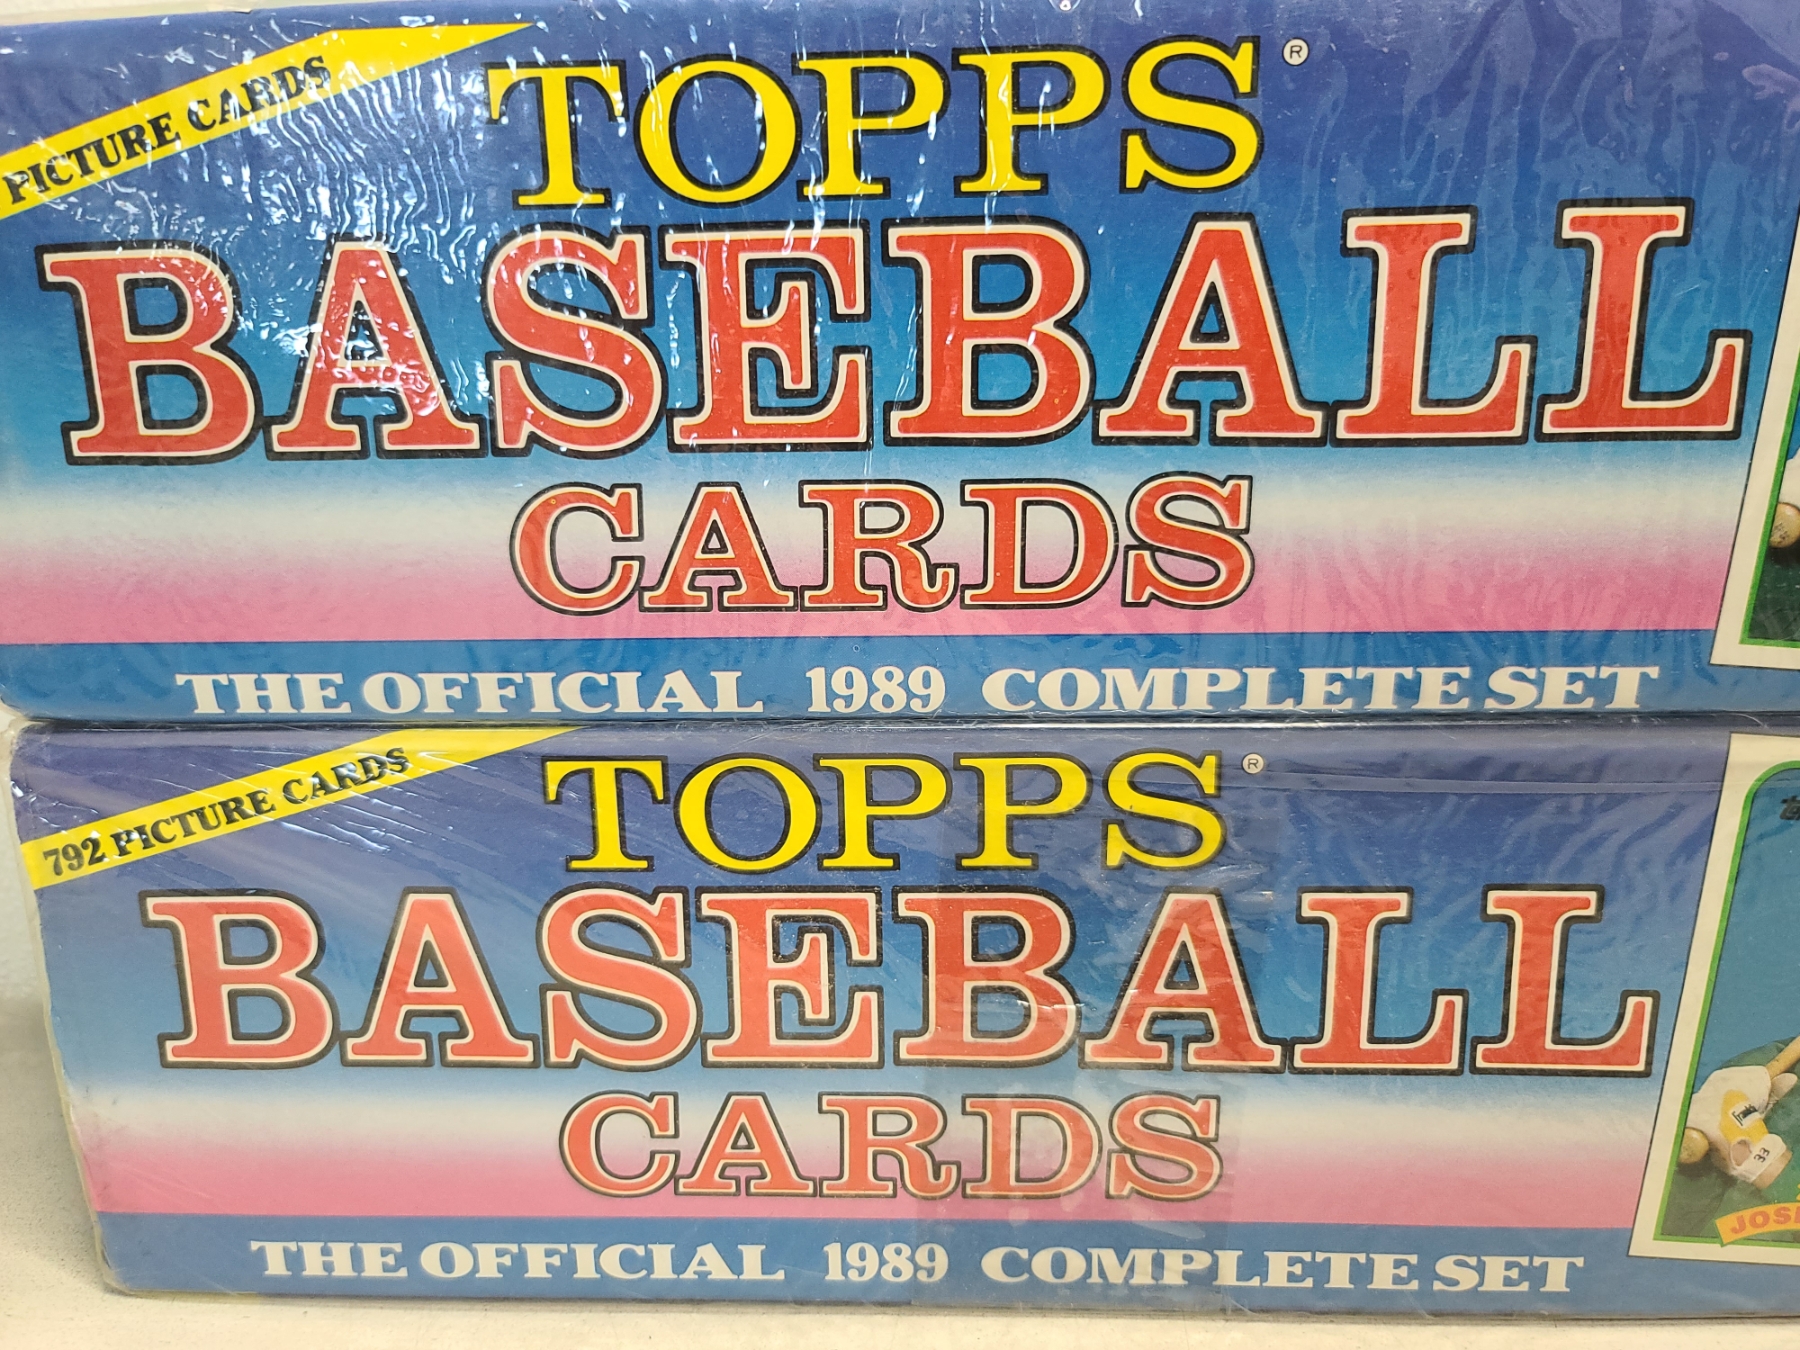 PICTURE CARDS
TOPPS®
BASEBALL
CARDS
THE OFFICIAL 1989 COMPLETE SET
792 PICTURE CARDS
TOPPS®
BASEBALL
CARDS
THE OFFICIAL 1989 COMPLETE SET
Franklin
33